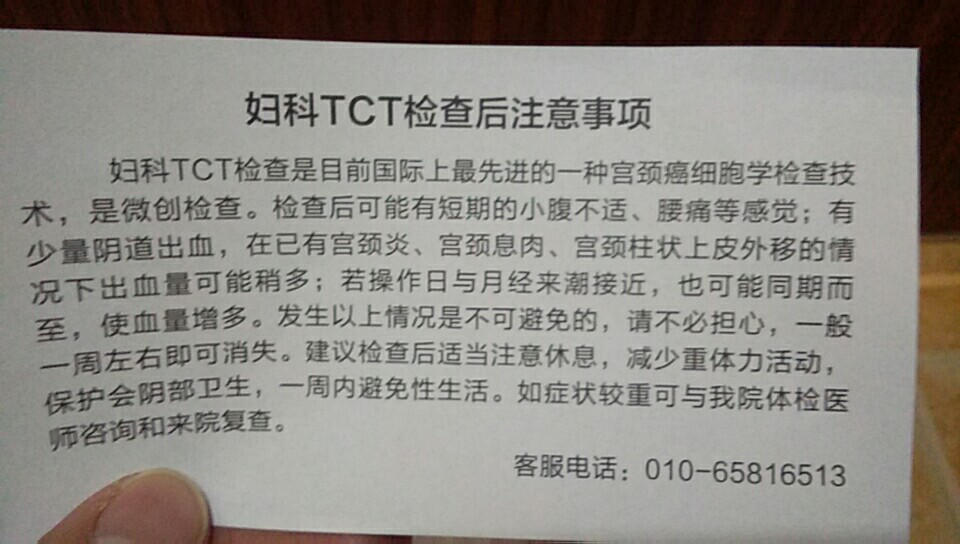 妇科TCT检查后注意事项
妇科TCT检查是目前国际上最先进的一种宫颈癌细胞学检查技
术，是微创检查。检查后可能有短期的小腹不适、腰痛等感觉；有
少量阴道出血，在已有宫颈炎、宫颈息肉、宫颈柱状上皮外移的情
况下出血量可能稍多；若操作日与月经来潮接近，也可能同期而
至，使血量增多。发生以上情况是不可避免的，请不必担心，一般
一周左右即可消失。建议检查后适当注意休息，减少重体力活动，
保护会阴部卫生，一周内避免性生活。如症状较重可与我院体检医
师咨询和来院复查。
客服电话：010-65816513